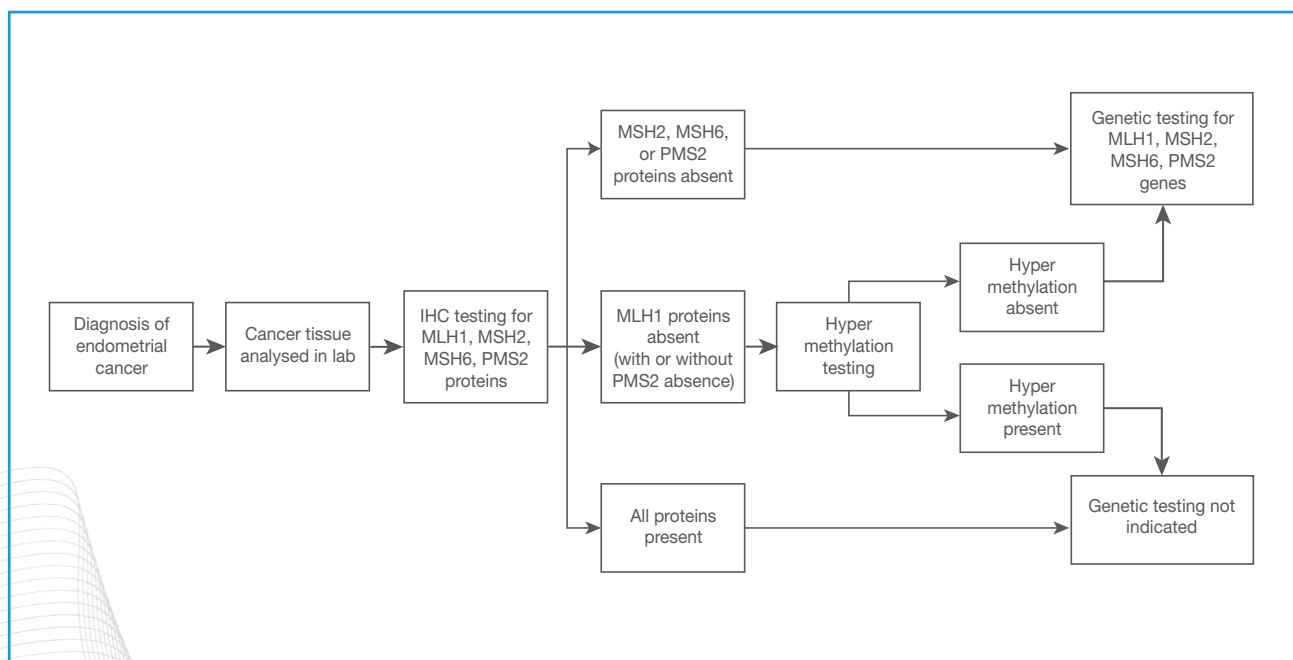 Diagnosis of
endometrial
cancer
Cancer tissue
analysed in lab
IHC testing for
MLH1, MSH2,
MSH6, PMS2
proteins
MSH2, MSH6,
or PMS2
proteins absent
MLH1 proteins
absent
(with or without
PMS2 absence)
All proteins
present
Hyper
methylation
testing
Hyper
methylation
absent
Hyper
methylation
present
Genetic testing for
MLH1, MSH2,
MSH6, PMS2
genes
Genetic testing not
indicated